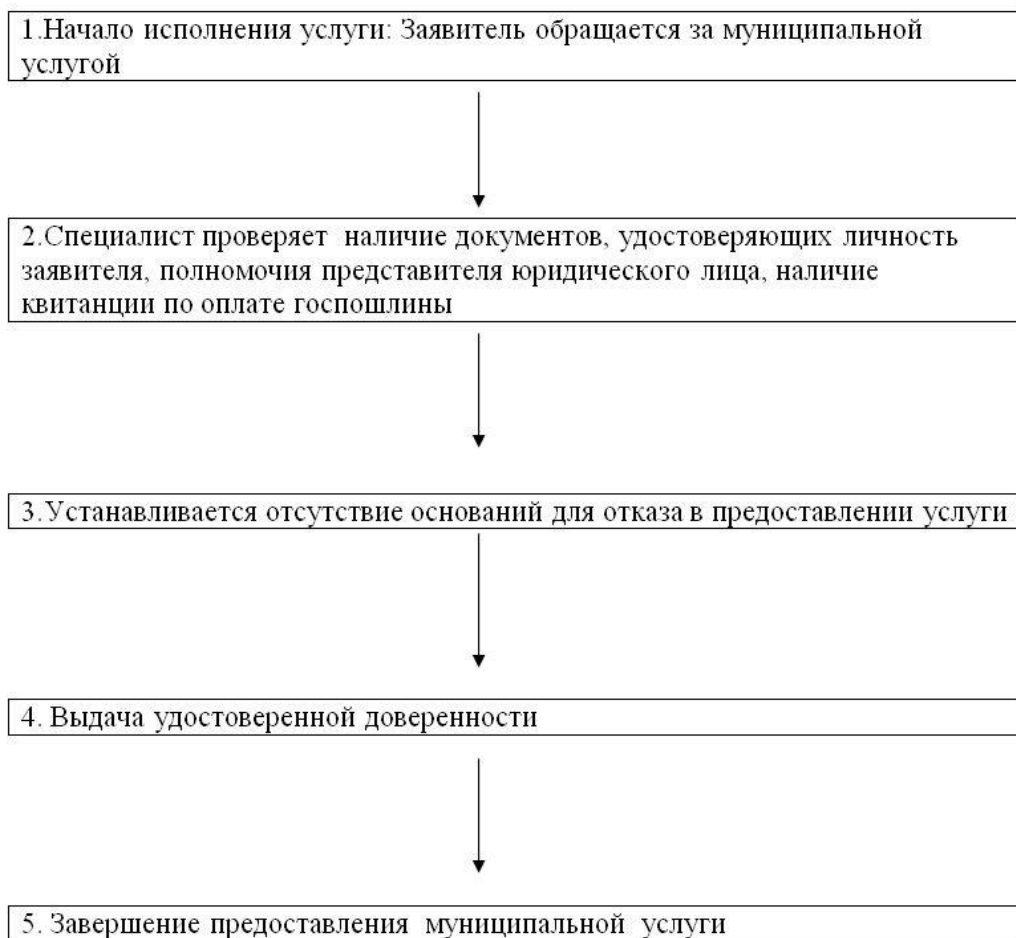 1.Начало исполнения услуги: Заявитель обращается за муниципальной
услугой
2.Специалист проверяет наличие документов, удостоверяющих личность
заявителя, полномочия представителя юридического лица, наличие
квитанции по оплате госпошлины
3.Устанавливается отсутствие оснований для отказа в предоставлении услуги
4. Выдача удостоверенной доверенности
5. Завершение предоставления муниципальной услуги